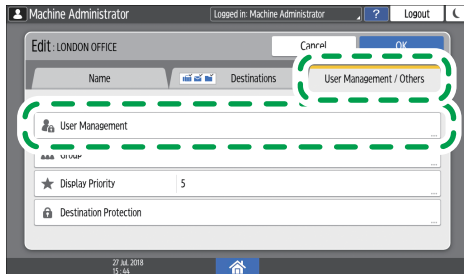 Machine Administrator
Logged in: Machine Administrator
?
Logout
Edit : LONDON OFFICE
Cancel
OK
Name
Destinations
User Management / Others
User Management
Group
Display Priority
5
Destination Protection
27 Jul. 2018
15 : 44